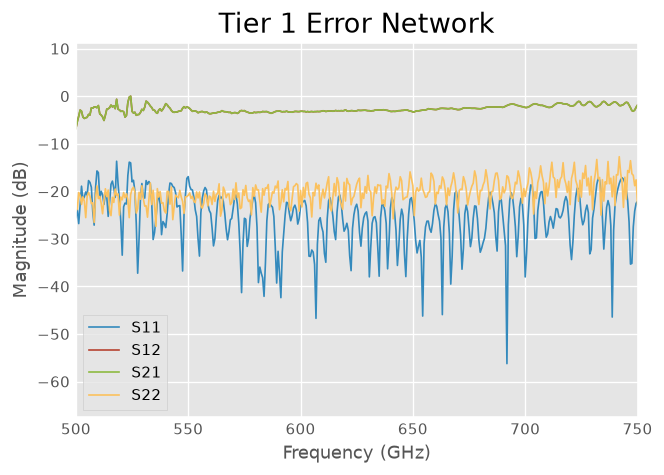 Tier 1 Error Network
Magnitude (dB)
10
0
−10
−20
−30
−40
−50
−60
S11
S12
S21
S22
500
550
600
650
700
750
Frequency (GHz)